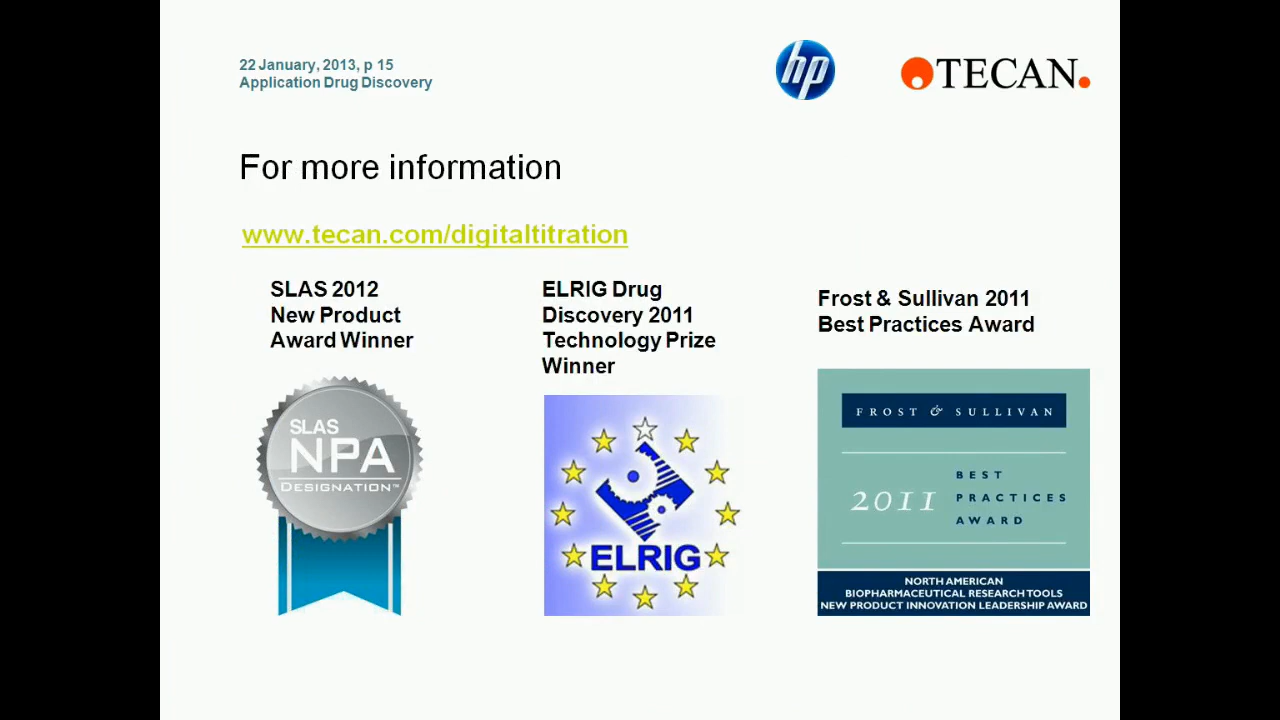 22 January, 2013, p 15
Application Drug Discovery
hp
TECAN.
For more information
www.tecan.com/digitaltitration
SLAS 2012
New Product
Award Winner
ELRIG Drug
Discovery 2011
Technology Prize
Winner
Frost & Sullivan 2011
Best Practices Award
SLAS
NPA
DESIGNATION™
ELRIG
FROST & SULLIVAN
2011
BEST
PRACTICES
AWARD
NORTH AMERICAN
BIOPHARMACEUTICAL RESEARCH TOOLS
NEW PRODUCT INNOVATION LEADERSHIP AWARD